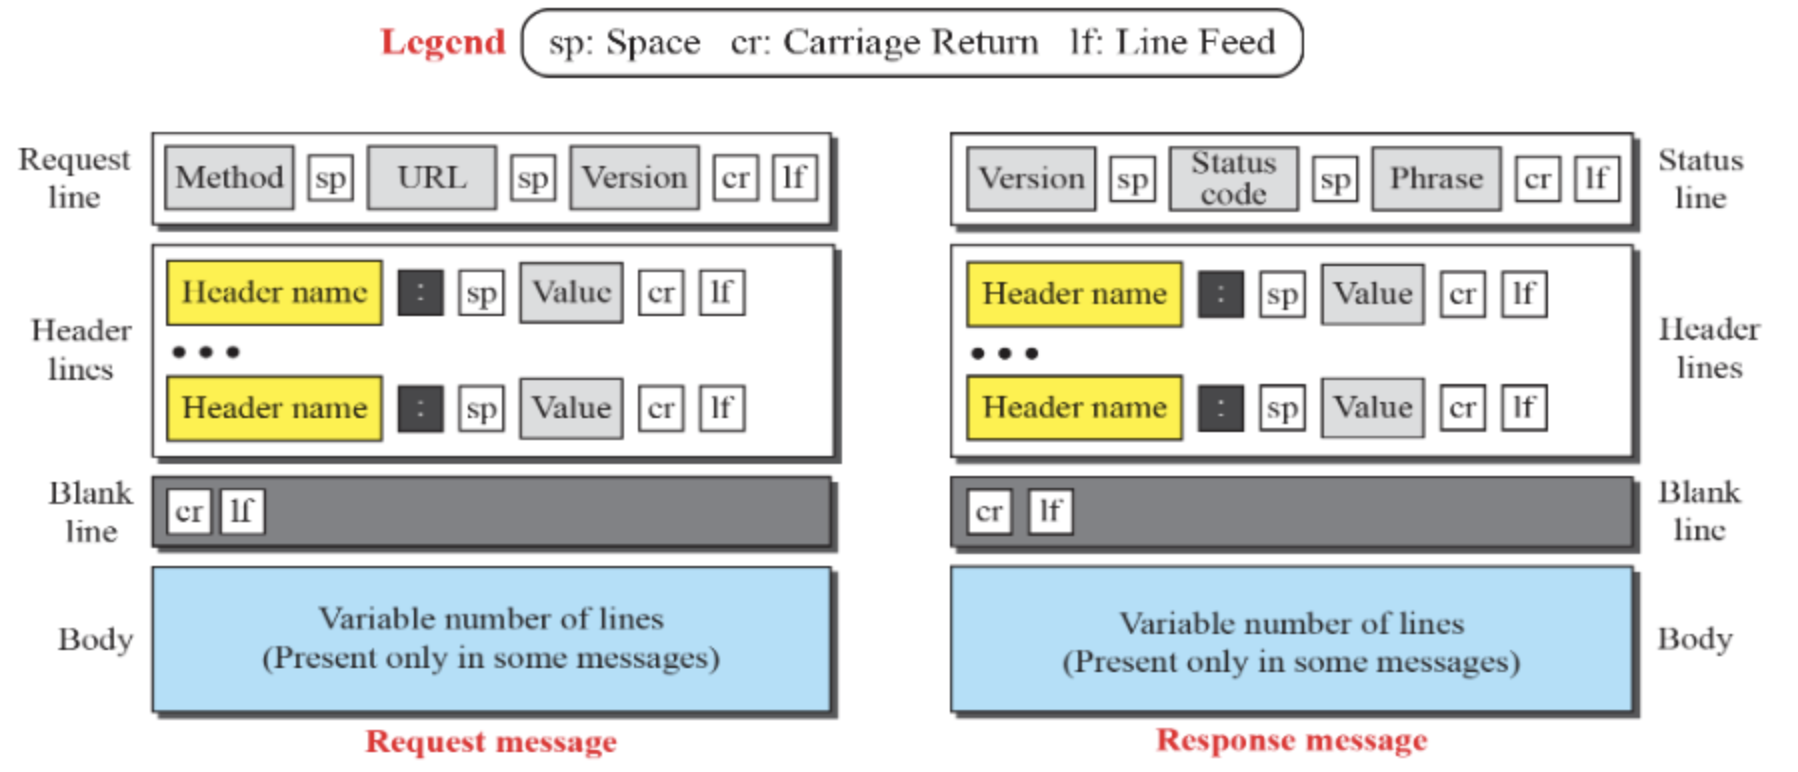 Legend sp: Space cr: Carriage Return lf: Line Feed
Request line
Method sp URL sp Version cr lf
Header lines
Header name : sp Value cr lf
• • •
Header name : sp Value cr lf
Blank line
cr lf
Body
Variable number of lines
(Present only in some messages)
Request message
Version sp Status code sp Phrase cr lf
Status line
Header name : sp Value cr lf
• • •
Header name : sp Value cr lf
Header lines
cr lf
Blank line
Variable number of lines
(Present only in some messages)
Body
Response message